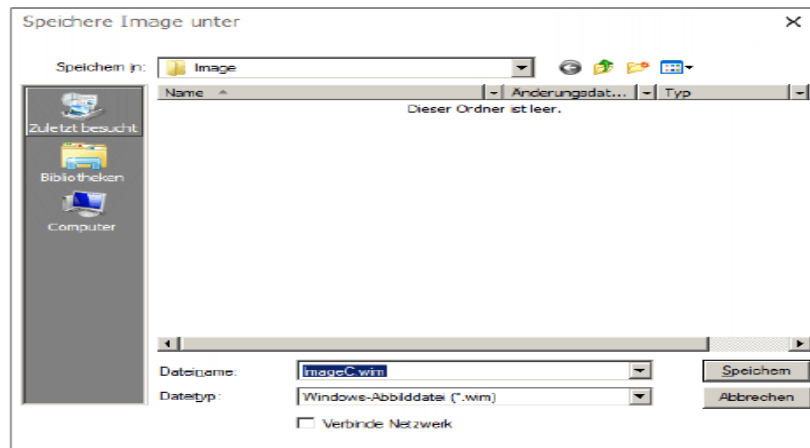 Speichere Image unter
Speichern in:
Image
Name
Änderungsdat...
Typ
Dieser Ordner ist leer.
Zuletzt besucht
Bibliotheken
Computer
Dateiname:
ImageC.wim
Speichern
Dateityp:
Windows-Abbilddatei (*.wim)
Abbrechen
Verbinde Netzwerk